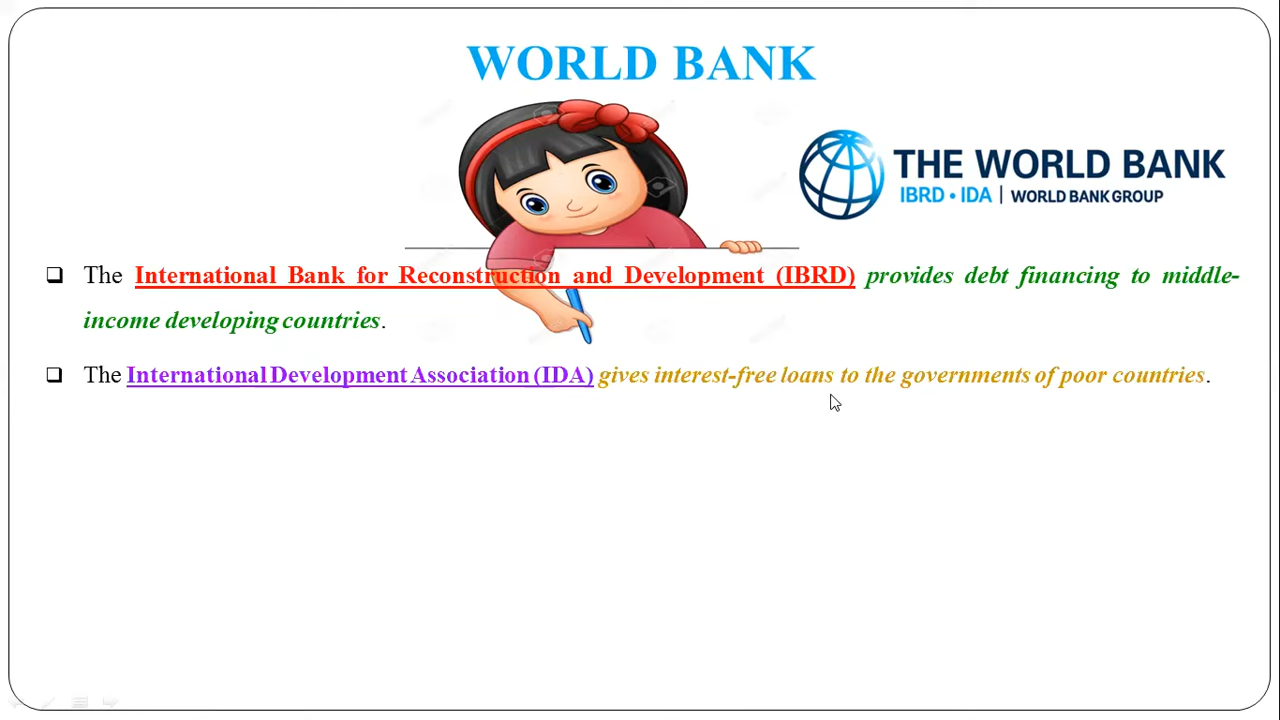 WORLD BANK
THE WORLD BANK
IBRD • IDA | WORLD BANK GROUP
The International Bank for Reconstruction and Development (IBRD) provides debt financing to middle-
income developing countries.
The International Development Association (IDA) gives interest-free loans to the governments of poor countries.